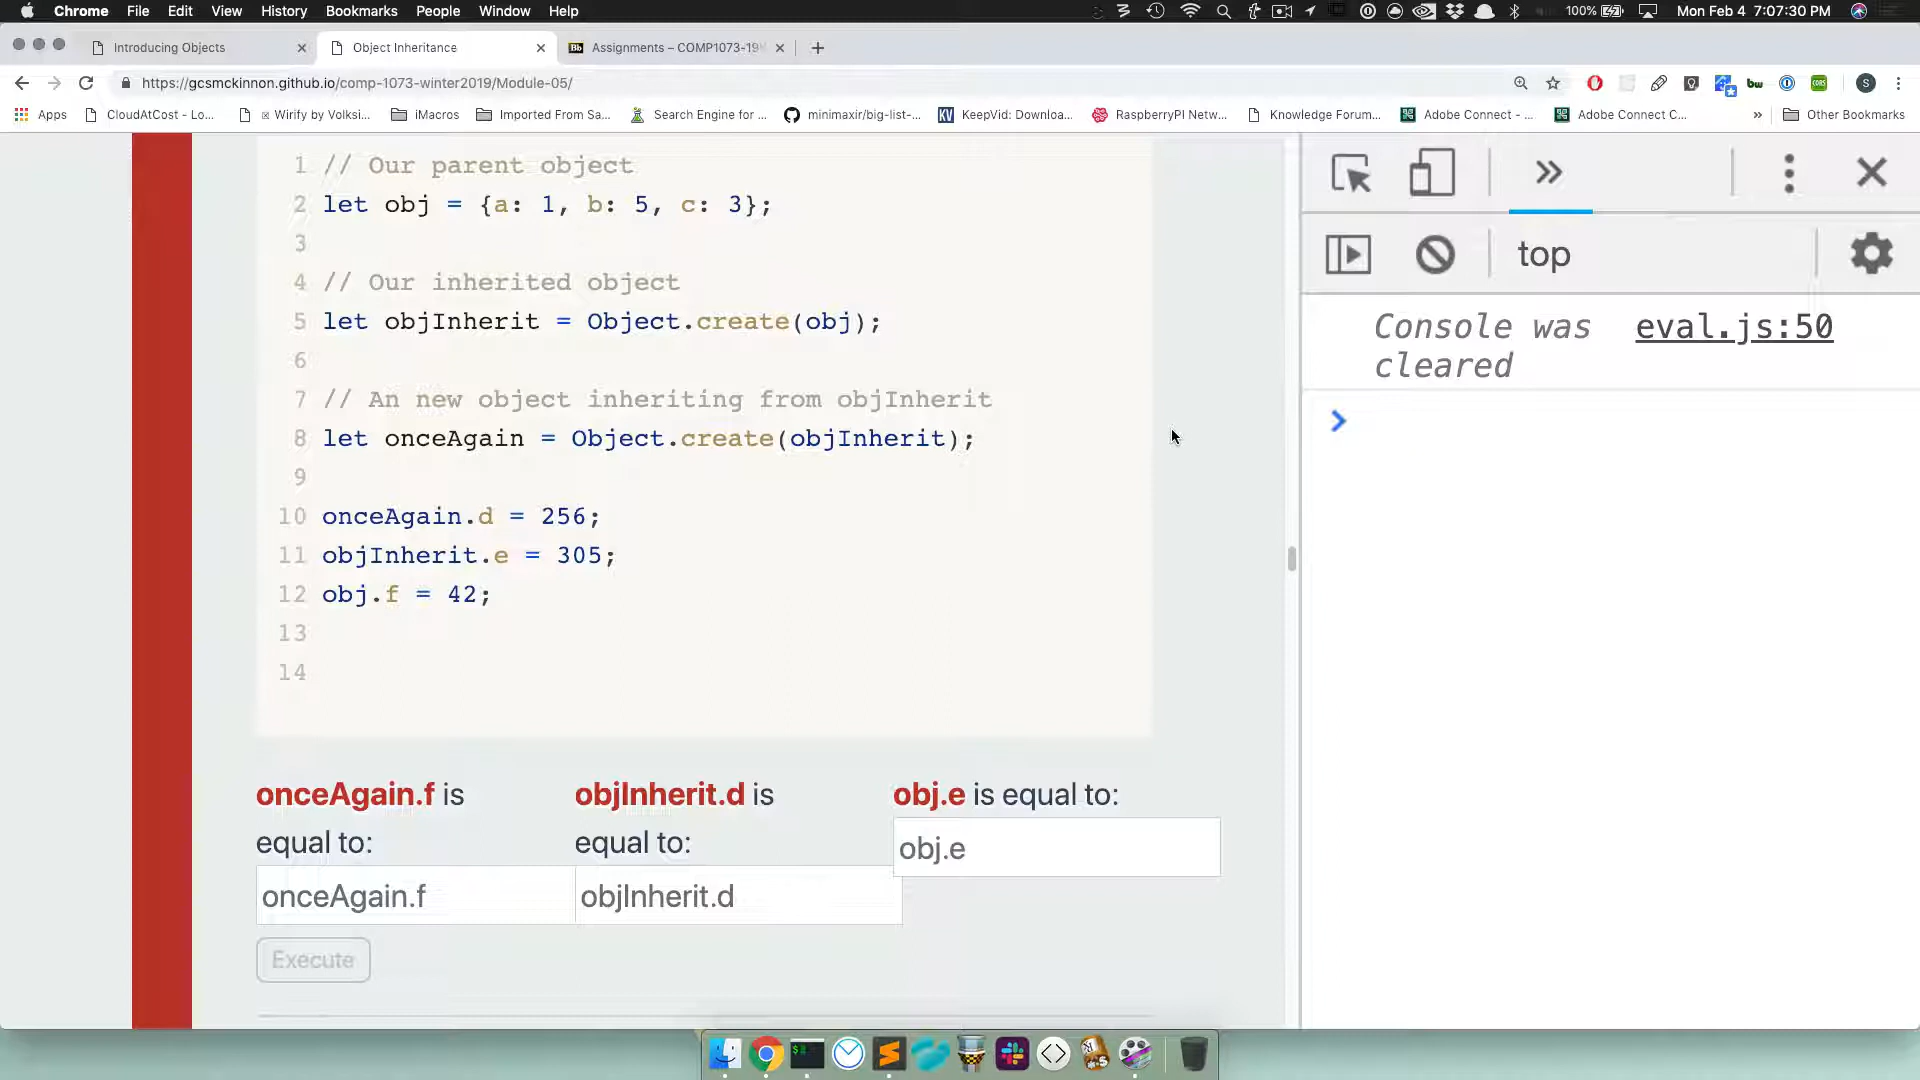 Chrome File Edit View History Bookmarks People Window Help 100% Mon Feb 4 7:07:30 PM
Introducing Objects
Object Inheritance
Assignments – COMP1073-19
https://gcsmckinnon.github.io/comp-1073-winter2019/Module-05/
Apps CloudAtCost - Lo... Wirify by Volksi... iMacros Imported From Sa... Search Engine for ... minimaxir/big-list-... KeepVid: Downloa... RaspberryPI Netw... Knowledge Forum... Adobe Connect - ... Adobe Connect C... » Other Bookmarks
1 // Our parent object
2 let obj = {a: 1, b: 5, c: 3};
3
4 // Our inherited object
5 let objInherit = Object.create(obj);
6
7 // An new object inheriting from objInherit
8 let onceAgain = Object.create(objInherit);
9
10 onceAgain.d = 256;
11 objInherit.e = 305;
12 obj.f = 42;
13
14
onceAgain.f is
equal to:
onceAgain.f
objInherit.d is
equal to:
objInherit.d
obj.e is equal to:
obj.e
Execute
top
Console was
cleared
eval.js:50